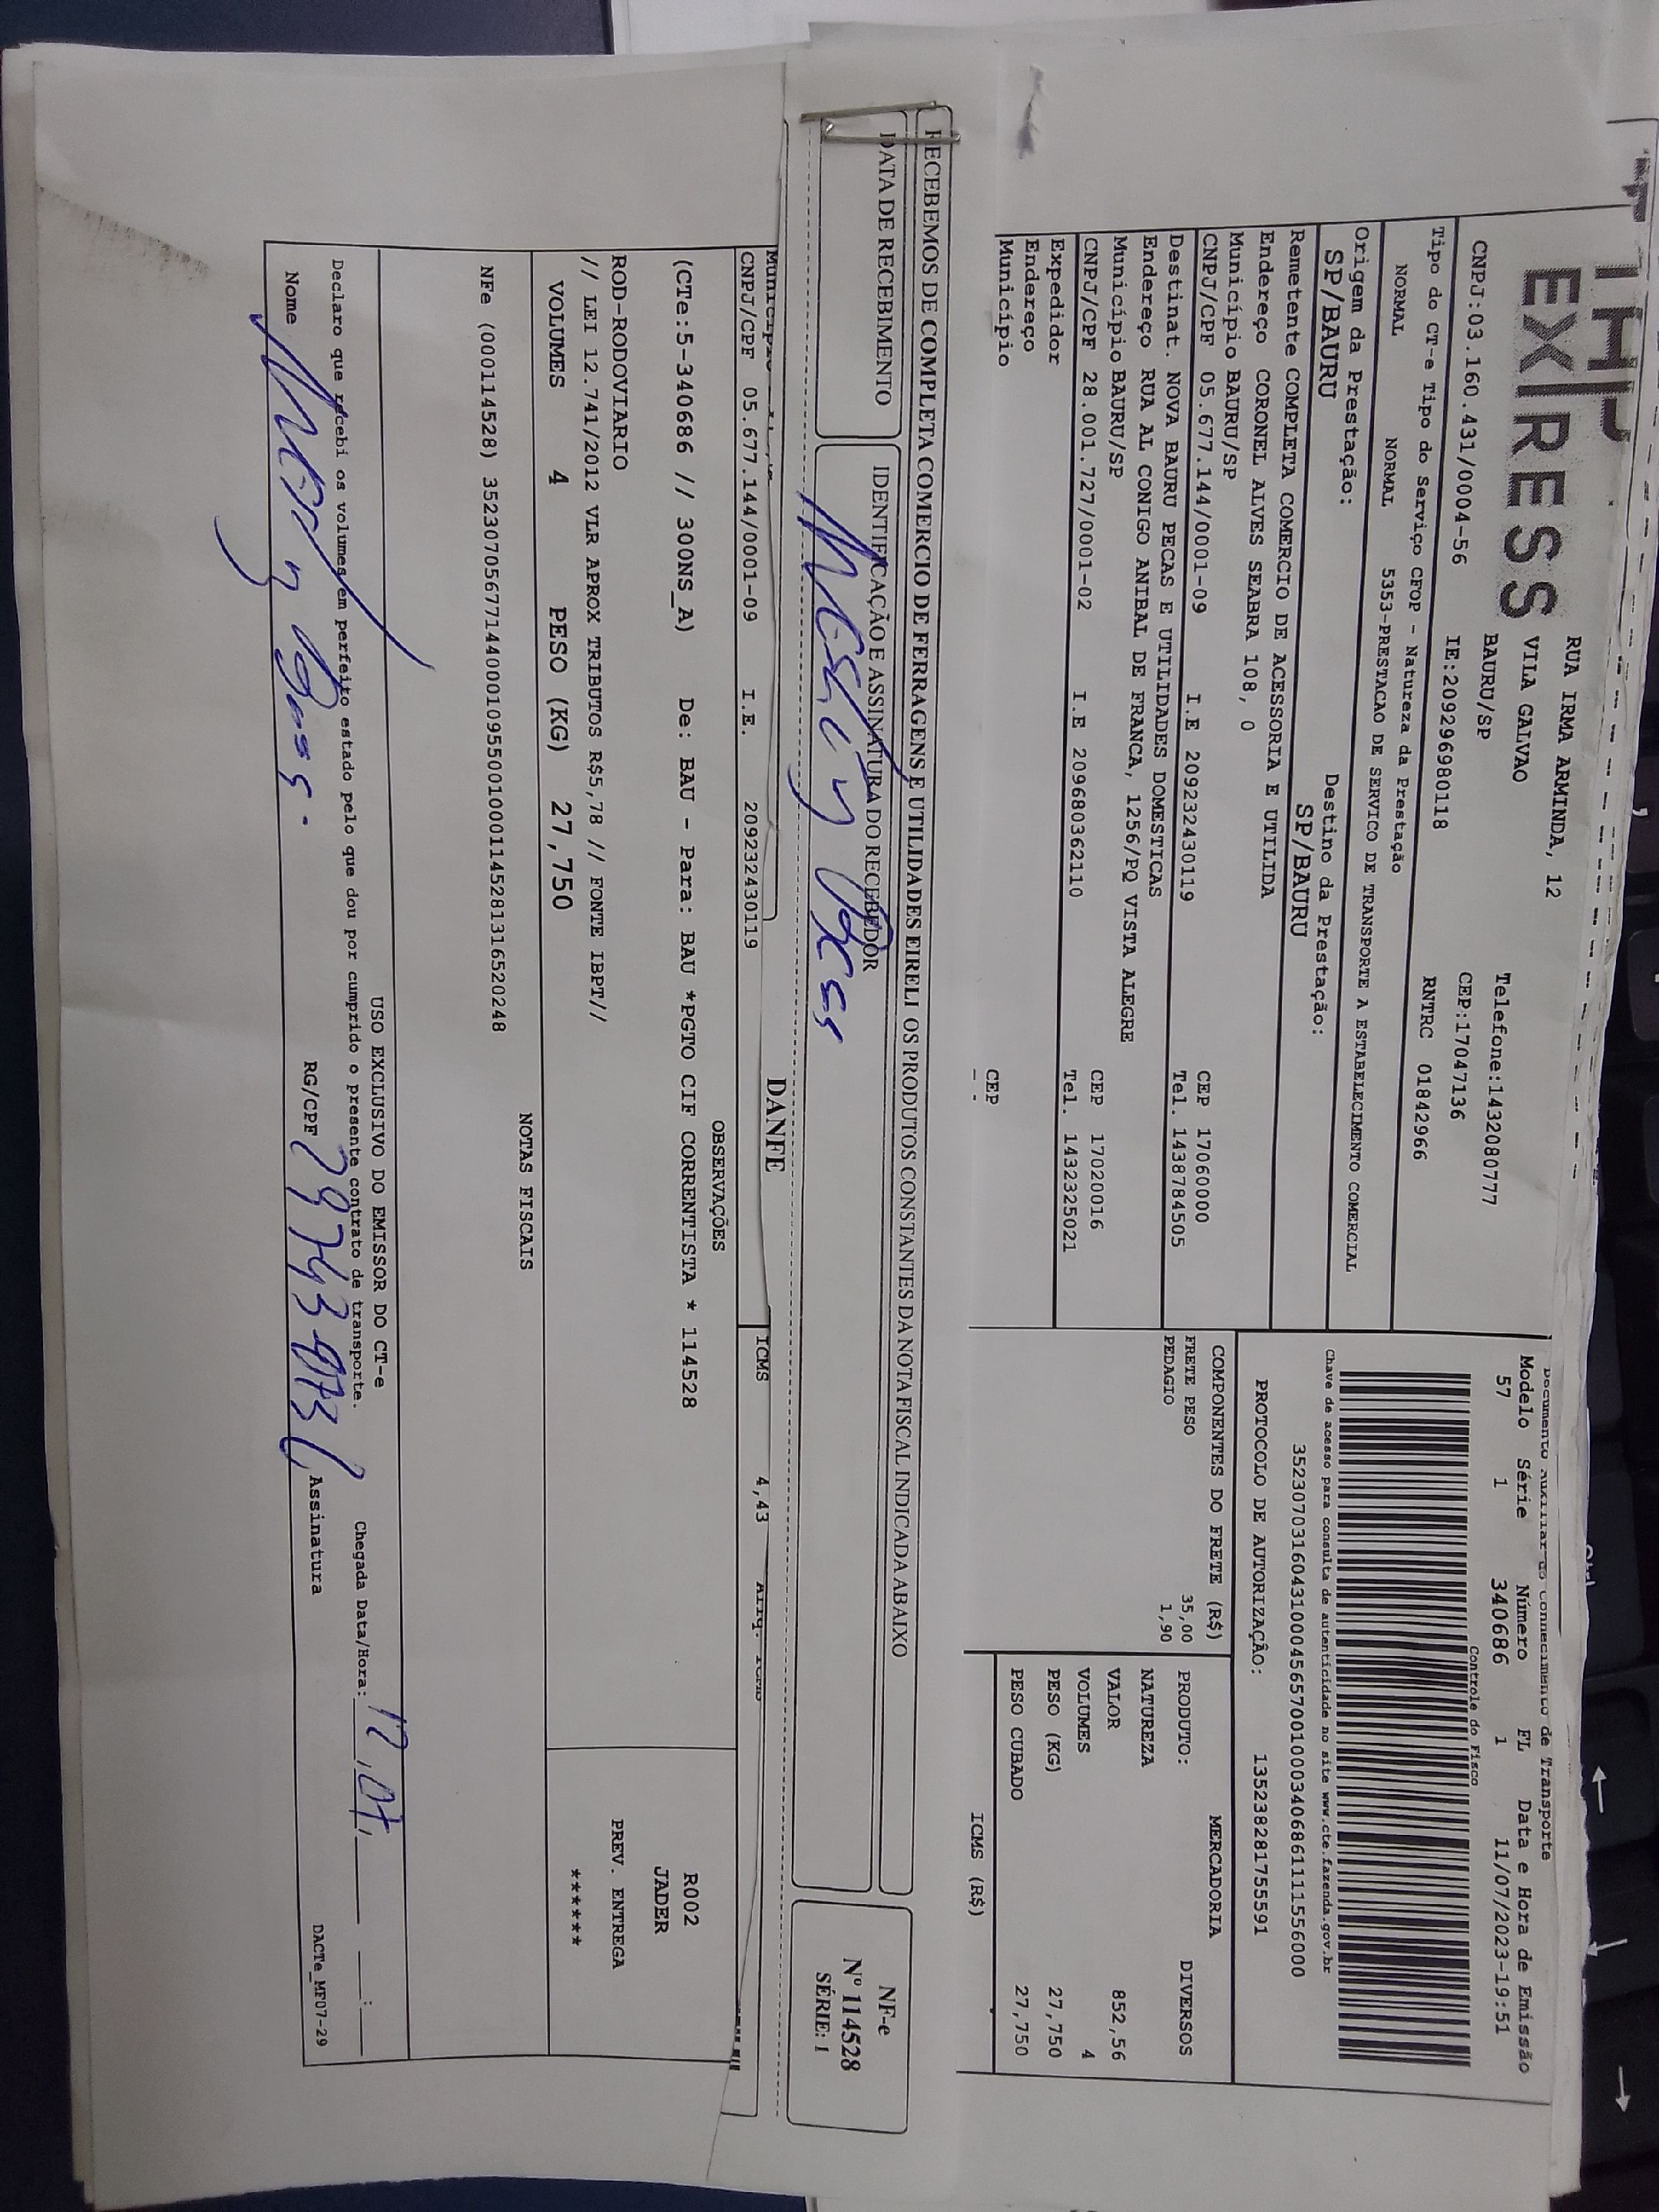 THP
EXPRESS
RUA IRMA ARMINDA, 12
VILA GALVAO
BAURU/SP
Telefone:1432080777
CEP:17047136
CNPJ:03.160.431/0004-56 IE:209296980118 RNTRC 01842966
Documento Auxiliar do Conhecimento de Transporte
Modelo Série Número FL Data e Hora de Emissão
57 1 340686 1 11/07/2023-19:51
Controle do Fisco
Tipo do CT-e Tipo do Serviço CFOP - Natureza da Prestação
NORMAL NORMAL 5353-PRESTACAO DE SERVICO DE TRANSPORTE A ESTABELECIMENTO COMERCIAL
Chave de acesso para consulta de autenticidade no site www.cte.fazenda.gov.br
35230703160431000456570010003406861111556000
Origem da Prestação: Destino da Prestação:
SP/BAURU SP/BAURU
PROTOCOLO DE AUTORIZAÇÃO: 135238281755591
Remetente COMPLETA COMERCIO DE ACESSORIA E UTILIDA
Endereço CORONEL ALVES SEABRA 108, 0
Município BAURU/SP CEP 17060000
CNPJ/CPF 05.677.144/0001-09 I.E 209232430119 Tel. 1438784505
Destinat. NOVA BAURU PECAS E UTILIDADES DOMESTICAS
Endereço RUA AL CONIGO ANIBAL DE FRANCA, 1256/PQ VISTA ALEGRE
Município BAURU/SP CEP 17020016
CNPJ/CPF 28.001.727/0001-02 I.E 209680362110 Tel. 1432325021
Expedidor
Endereço
Município CEP
COMPONENTES DO FRETE (R$)
FRETE PESO 35,00
PEDAGIO 1,90
MERCADORIA
PRODUTO: DIVERSOS
NATUREZA
VALOR 852,56
VOLUMES 4
PESO (KG) 27,750
PESO CUBADO 27,750
ICMS (R$)
RECEBEMOS DE COMPLETA COMERCIO DE FERRAGENS E UTILIDADES EIRELI OS PRODUTOS CONSTANTES DA NOTA FISCAL INDICADA ABAIXO
DATA DE RECEBIMENTO IDENTIFICAÇÃO E ASSINATURA DO RECEBEDOR
NF-e
Nº 114528
SÉRIE: 1
DANFE
Município
CNPJ/CPF 05.677.144/0001-09 I.E. 209232430119 ICMS 4,43
OBSERVAÇÕES
(CTe:5-340686 // 300NS_A) De: BAU - Para: BAU *PGTO CIF CORRENTISTA * 114528
R002
JADER
ROD-RODOVIARIO
// LEI 12.741/2012 VLR APROX TRIBUTOS R$5,78 // FONTE IBPT//
PREV. ENTREGA
*******
VOLUMES 4 PESO (KG) 27,750
NOTAS FISCAIS
NFe (000114528) 35230705677144000109550010001145281316520248
USO EXCLUSIVO DO EMISSOR DO CT-e
Declaro que recebi os volumes em perfeito estado pelo que dou por cumprido o presente contrato de transporte.
Chegada Data/Hora: 12,07,
Nome RG/CPF Assinatura
DACTe_MF07-29